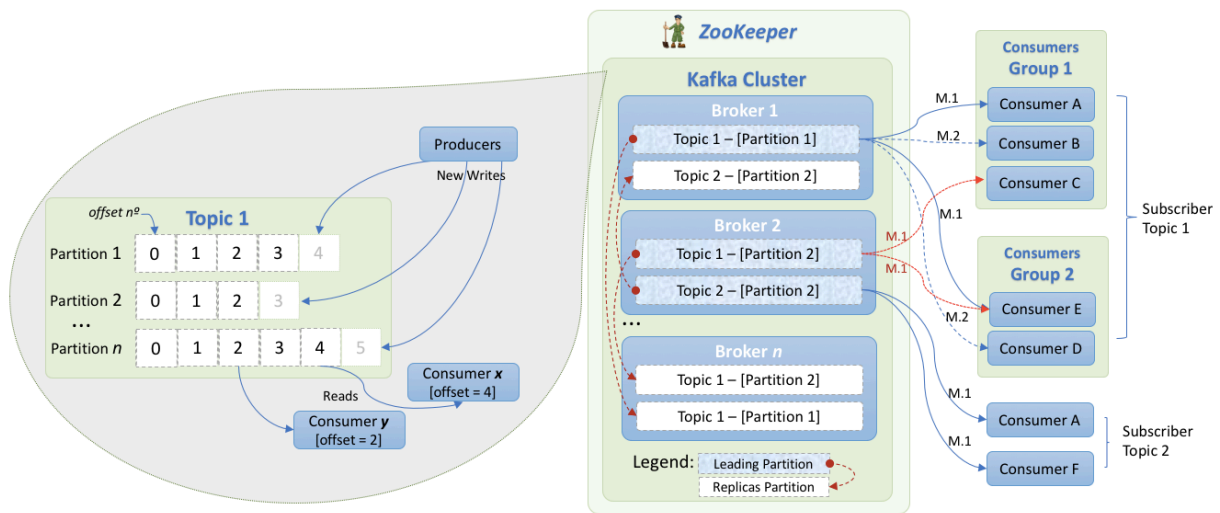 Producers
New Writes
offset nº
Topic 1
Partition 1
0 1 2 3 4
Partition 2
0 1 2 3
...
Partition n
0 1 2 3 4 5
Reads
Consumer x
[offset = 4]
Consumer y
[offset = 2]
ZooKeeper
Kafka Cluster
Broker 1
Topic 1 – [Partition 1]
Topic 2 – [Partition 2]
Broker 2
Topic 1 – [Partition 2]
Topic 2 – [Partition 2]
...
Broker n
Topic 1 – [Partition 2]
Topic 1 – [Partition 1]
Legend:
Leading Partition
Replicas Partition
M.1
M.2
M.1
M.1
M.1
M.2
M.1
M.1
Consumers
Group 1
Consumer A
Consumer B
Consumer C
Consumers
Group 2
Consumer E
Consumer D
Subscriber
Topic 1
Consumer A
Consumer F
Subscriber
Topic 2